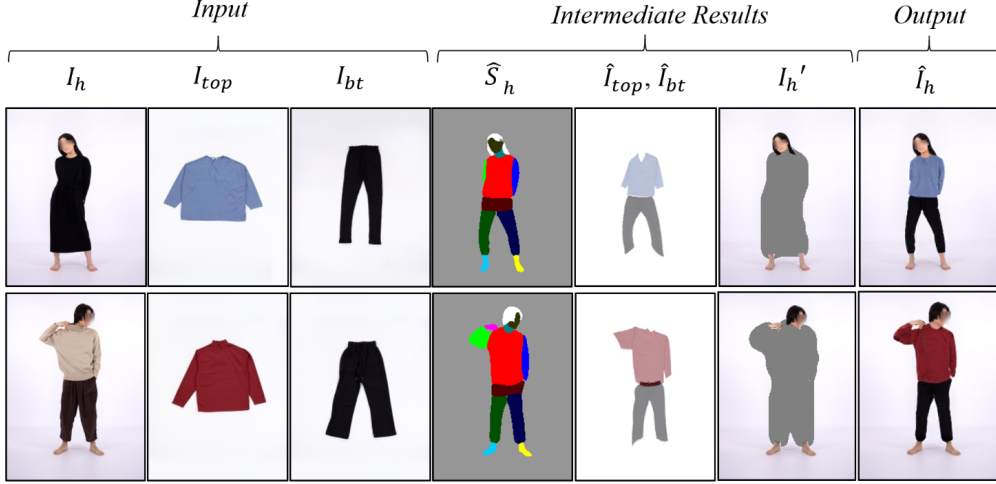 Input Intermediate Results Output
I_h I_top I_bt Ŝ_h Î_top, Î_bt I_h′ Î_h